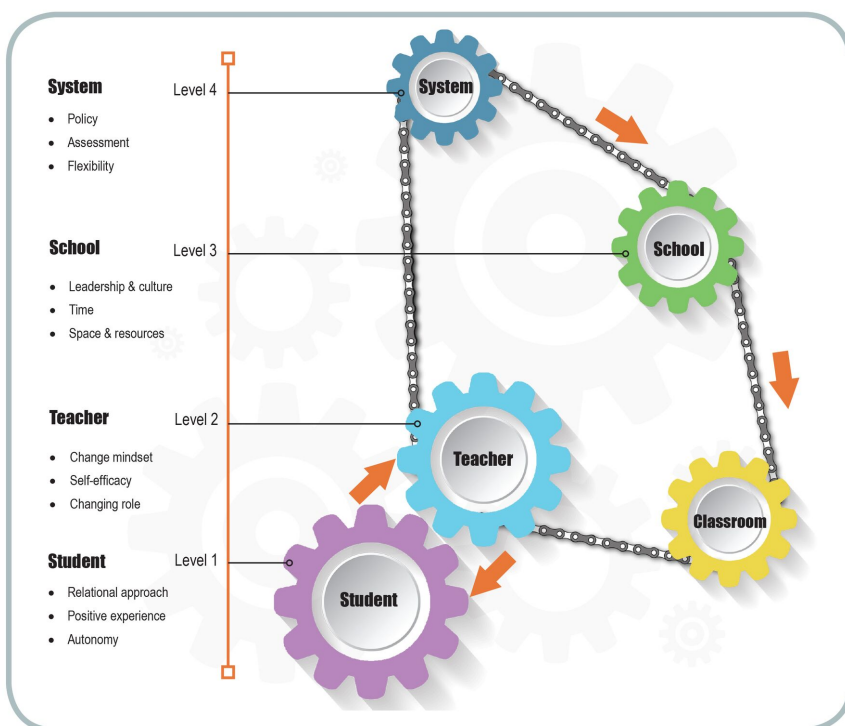 System
Level 4
• Policy
• Assessment
• Flexibility
School
Level 3
• Leadership & culture
• Time
• Space & resources
Teacher
Level 2
• Change mindset
• Self-efficacy
• Changing role
Student
Level 1
• Relational approach
• Positive experience
• Autonomy
System
School
Teacher
Classroom
Student